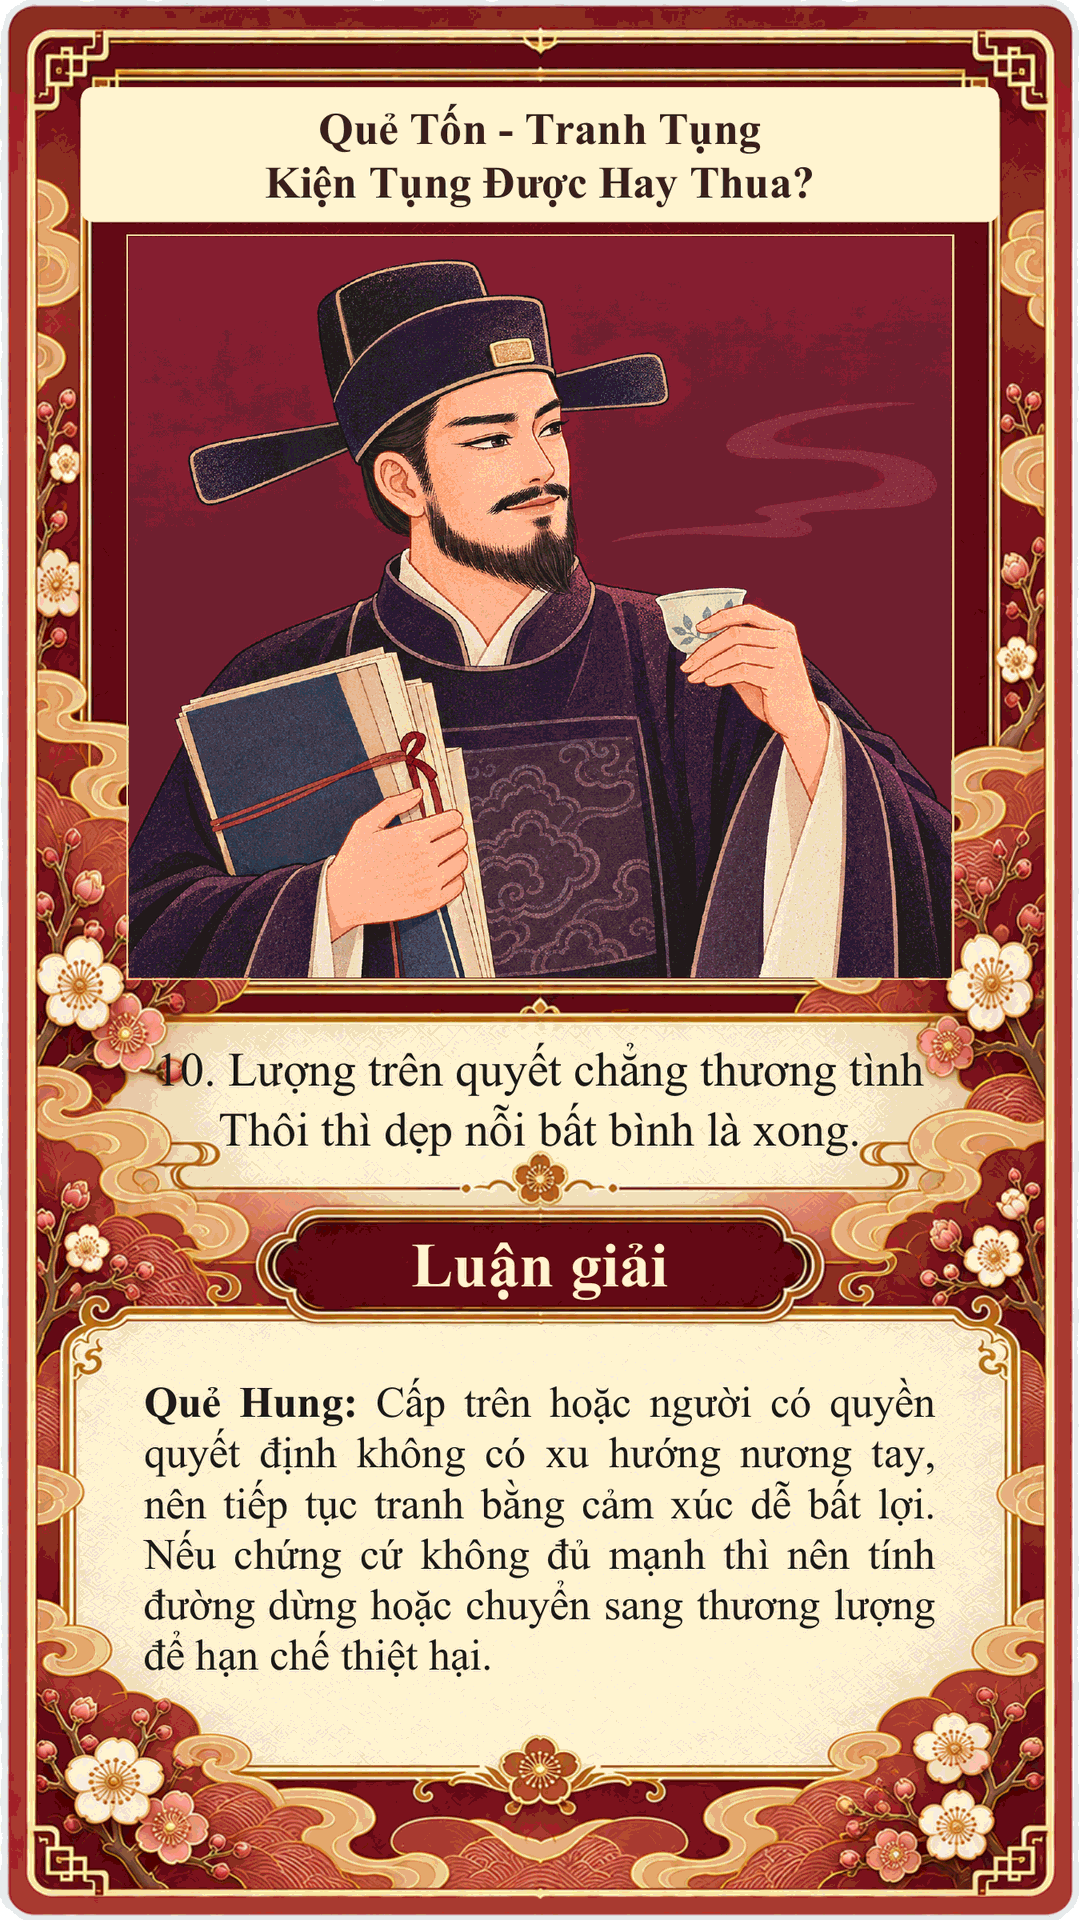 Quẻ Tốn - Tranh Tụng
Kiện Tụng Được Hay Thua?
10. Lượng trên quyết chẳng thương tình
Thôi thì dẹp nỗi bất bình là xong.
Luận giải
Quẻ Hung: Cấp trên hoặc người có quyền
quyết định không có xu hướng nương tay,
nên tiếp tục tranh bằng cảm xúc dễ bất lợi.
Nếu chứng cứ không đủ mạnh thì nên tính
đường dừng hoặc chuyển sang thương lượng
để hạn chế thiệt hại.